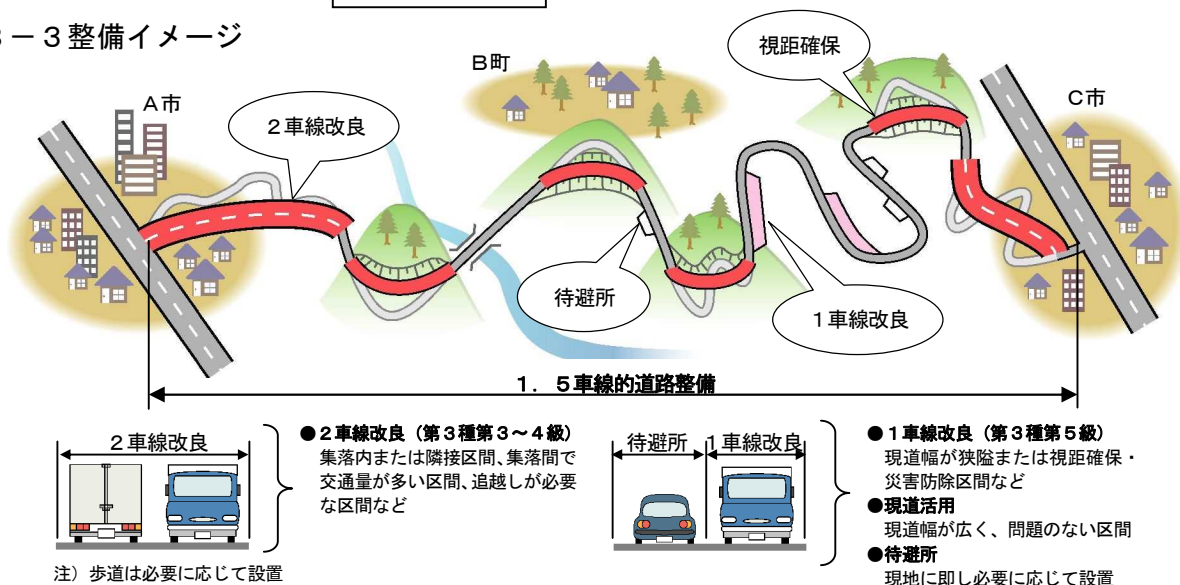 －3整備イメージ
A市
B町
C市
2車線改良
視距確保
待避所
1車線改良
1．5車線的道路整備
2車線改良
注）歩道は必要に応じて設置
●2車線改良（第3種第3～4級）
集落内または隣接区間、集落間で
交通量が多い区間、追越しが必要
な区間など
待避所
1車線改良
●1車線改良（第3種第5級）
現道幅が狭隘または視距確保・
災害防除区間など
●現道活用
現道幅が広く、問題のない区間
●待避所
現地に即し必要に応じて設置